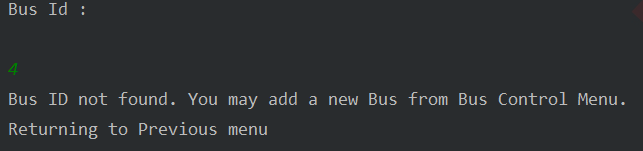 Bus Id :
4
Bus ID not found. You may add a new Bus from Bus Control Menu.
Returning to Previous menu